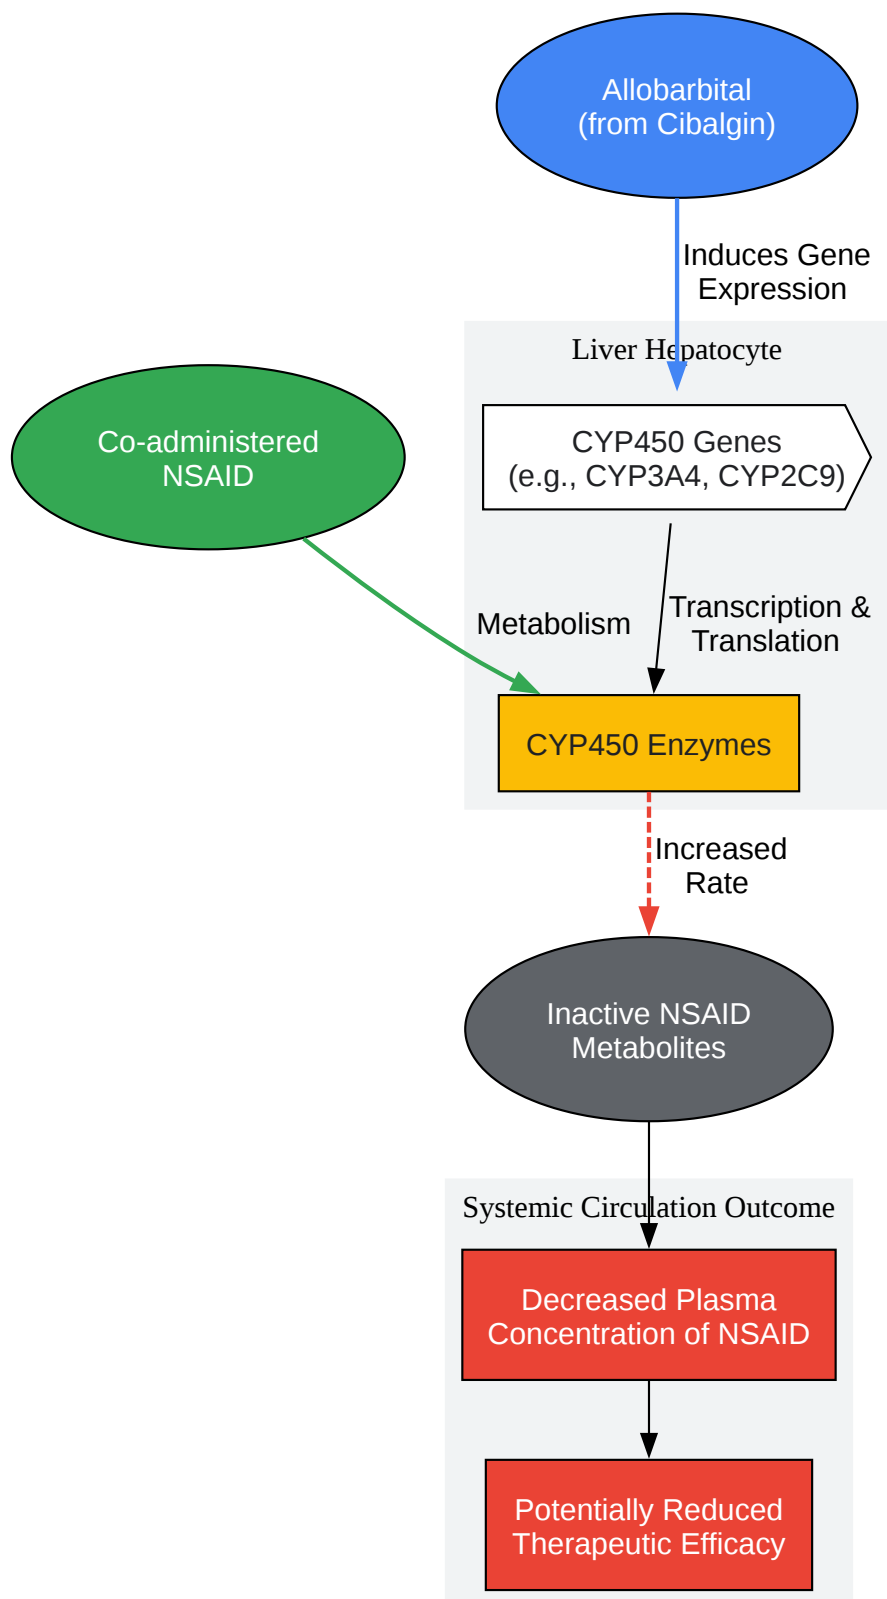 Allobarbital
(from Cibalgin)
Induces Gene
Expression
Liver Hepatocyte
Co-administered
NSAID
CYP450 Genes
(e.g., CYP3A4, CYP2C9)
Metabolism
Transcription &
Translation
CYP450 Enzymes
Increased
Rate
Inactive NSAID
Metabolites
Systemic Circulation Outcome
Decreased Plasma
Concentration of NSAID
Potentially Reduced
Therapeutic Efficacy